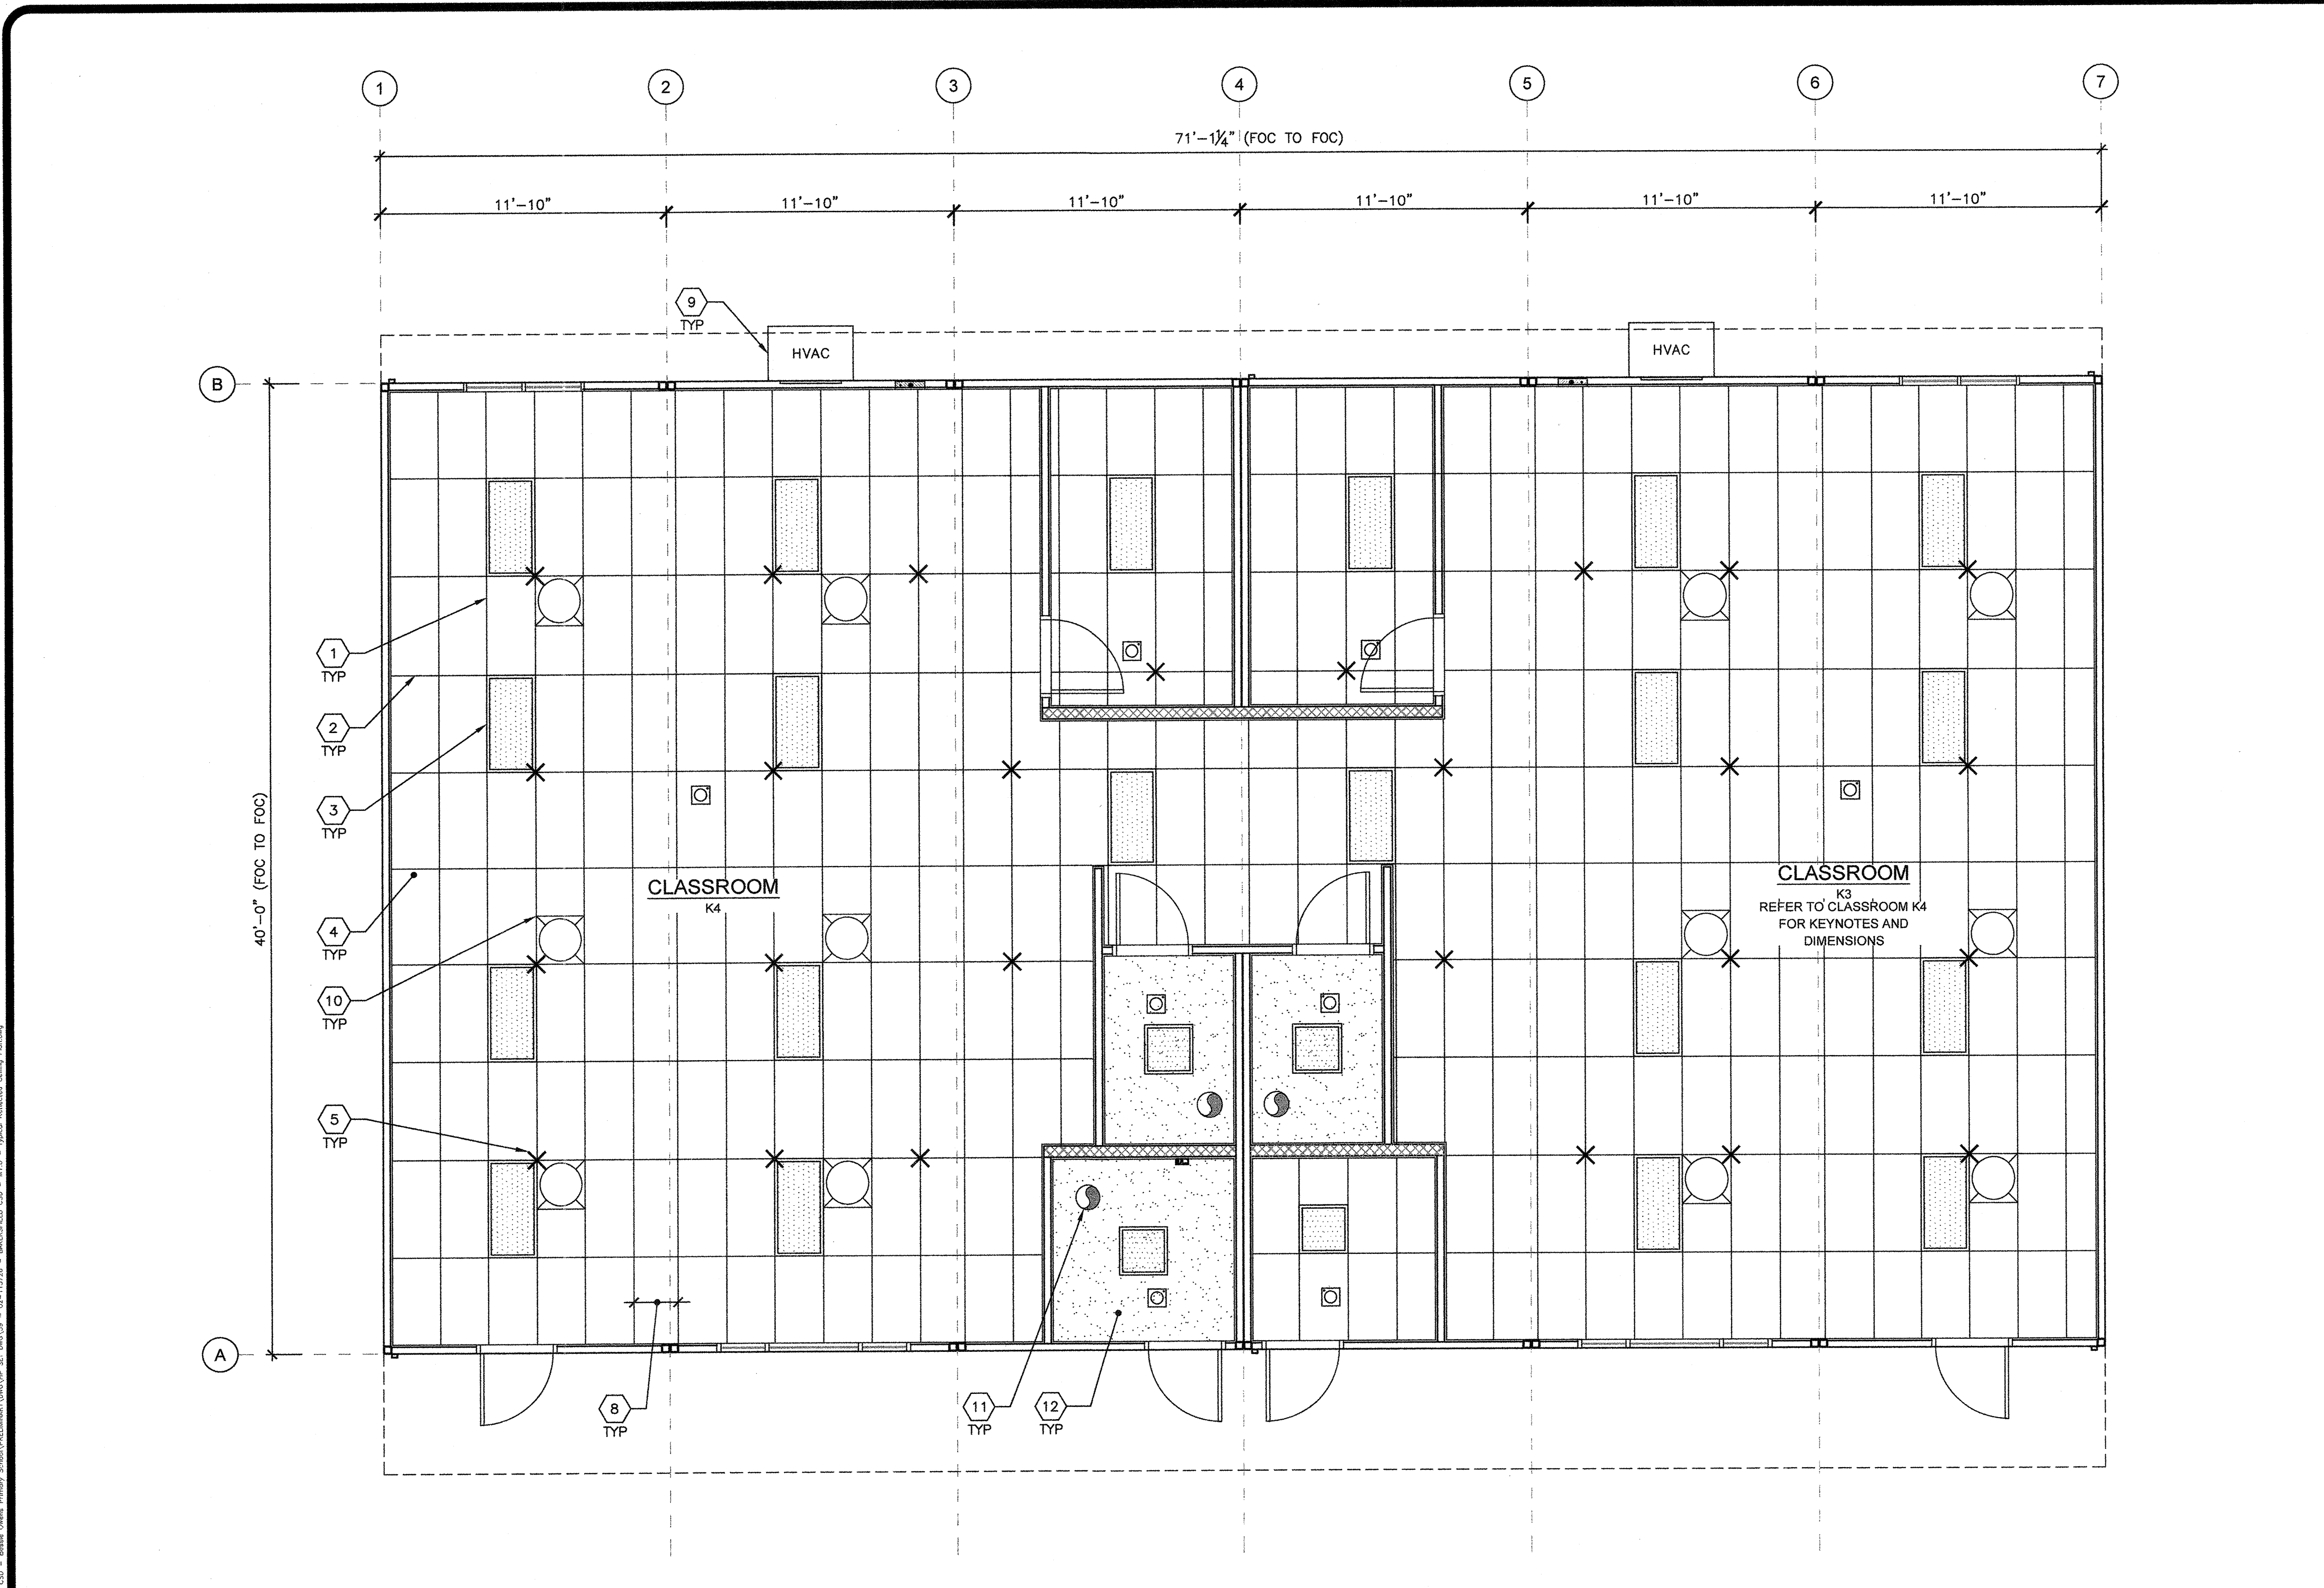 1 2 3 4 5 6 7
71'-1¼" (FOC TO FOC)
11'-10" 11'-10" 11'-10" 11'-10" 11'-10" 11'-10"
9
TYP
HVAC
HVAC
B
1
TYP
2
TYP
3
TYP
40'-0" (FOC TO FOC)
CLASSROOM
K4
CLASSROOM
K3
REFER TO CLASSROOM K4
FOR KEYNOTES AND
DIMENSIONS
4
TYP
10
TYP
5
TYP
A
8
TYP
11
TYP
12
TYP